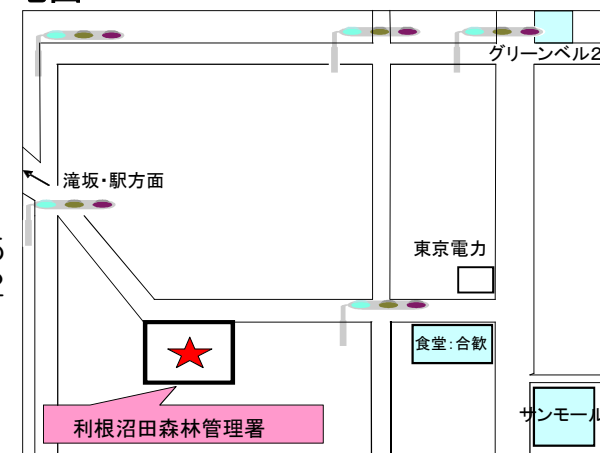 グリーンベル2
滝坂・駅方面
東京電力
食堂:合歓
サンモール
利根沼田森林管理署